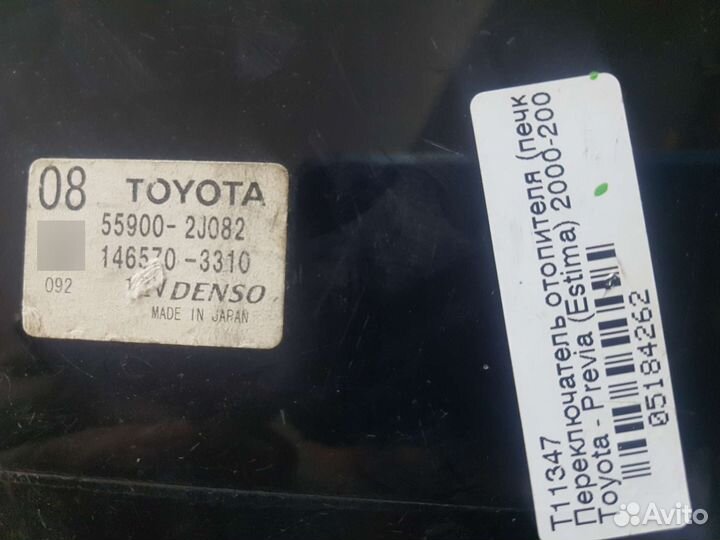 08 TOYOTA
55900-2J082
146570-3310
092
DENSO
MADE IN JAPAN
T11347
Переключатель отопителя (печк
Toyota - Previa (Estima) 2000-200
05184262
Avito